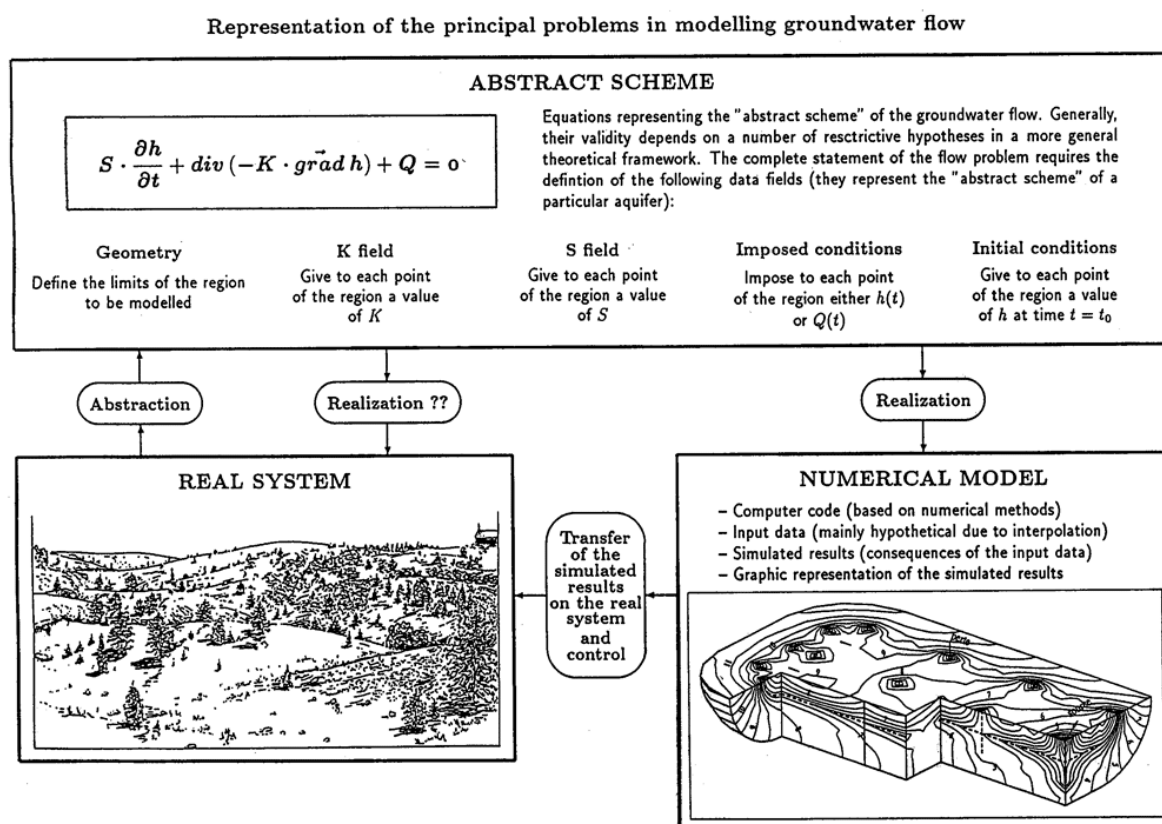 Representation of the principal problems in modelling groundwater flow
ABSTRACT SCHEME
S · ∂h/∂t + div (−K · grad⃗ h) + Q = o
Equations representing the "abstract scheme" of the groundwater flow. Generally,
their validity depends on a number of resctrictive hypotheses in a more general
theoretical framework. The complete statement of the flow problem requires the
defintion of the following data fields (they represent the "abstract scheme" of a
particular aquifer):
Geometry
Define the limits of the region
to be modelled
K field
Give to each point
of the region a value
of K
S field
Give to each point
of the region a value
of S
Imposed conditions
Impose to each point
of the region either h(t)
or Q(t)
Initial conditions
Give to each point
of the region a value
of h at time t = t₀
Abstraction
Realization ??
Realization
REAL SYSTEM
Transfer
of the
simulated
results
on the real
system
and
control
NUMERICAL MODEL
– Computer code (based on numerical methods)
– Input data (mainly hypothetical due to interpolation)
– Simulated results (consequences of the input data)
– Graphic representation of the simulated results